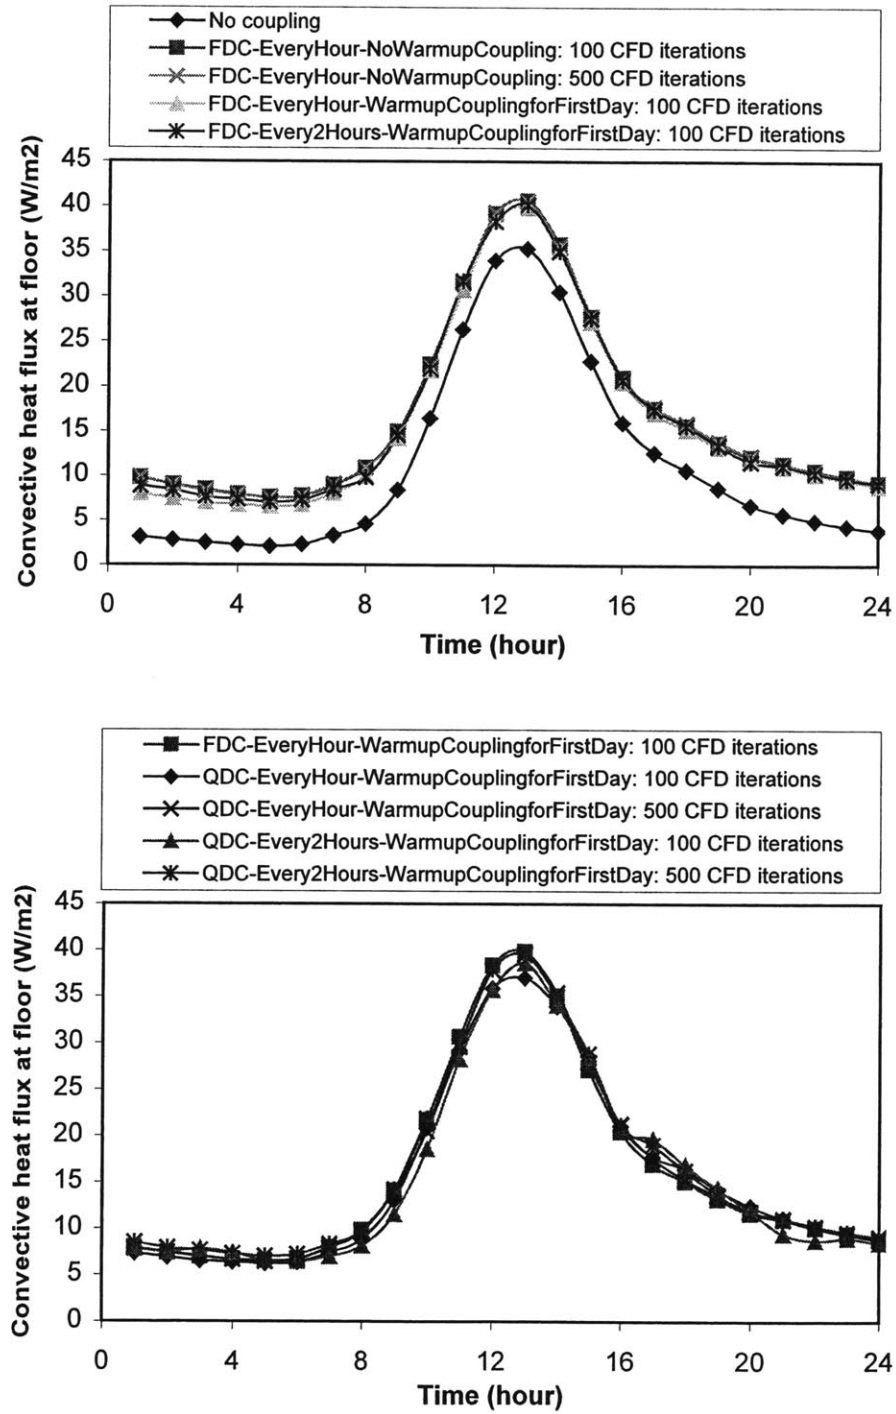 No coupling
FDC-EveryHour-NoWarmupCoupling: 100 CFD iterations
FDC-EveryHour-NoWarmupCoupling: 500 CFD iterations
FDC-EveryHour-WarmupCouplingforFirstDay: 100 CFD iterations
FDC-Every2Hours-WarmupCouplingforFirstDay: 100 CFD iterations
Convective heat flux at floor (W/m2)
45
40
35
30
25
20
15
10
5
0
0 4 8 12 16 20 24
Time (hour)
FDC-EveryHour-WarmupCouplingforFirstDay: 100 CFD iterations
QDC-EveryHour-WarmupCouplingforFirstDay: 100 CFD iterations
QDC-EveryHour-WarmupCouplingforFirstDay: 500 CFD iterations
QDC-Every2Hours-WarmupCouplingforFirstDay: 100 CFD iterations
QDC-Every2Hours-WarmupCouplingforFirstDay: 500 CFD iterations
Convective heat flux at floor (W/m2)
45
40
35
30
25
20
15
10
5
0
0 4 8 12 16 20 24
Time (hour)